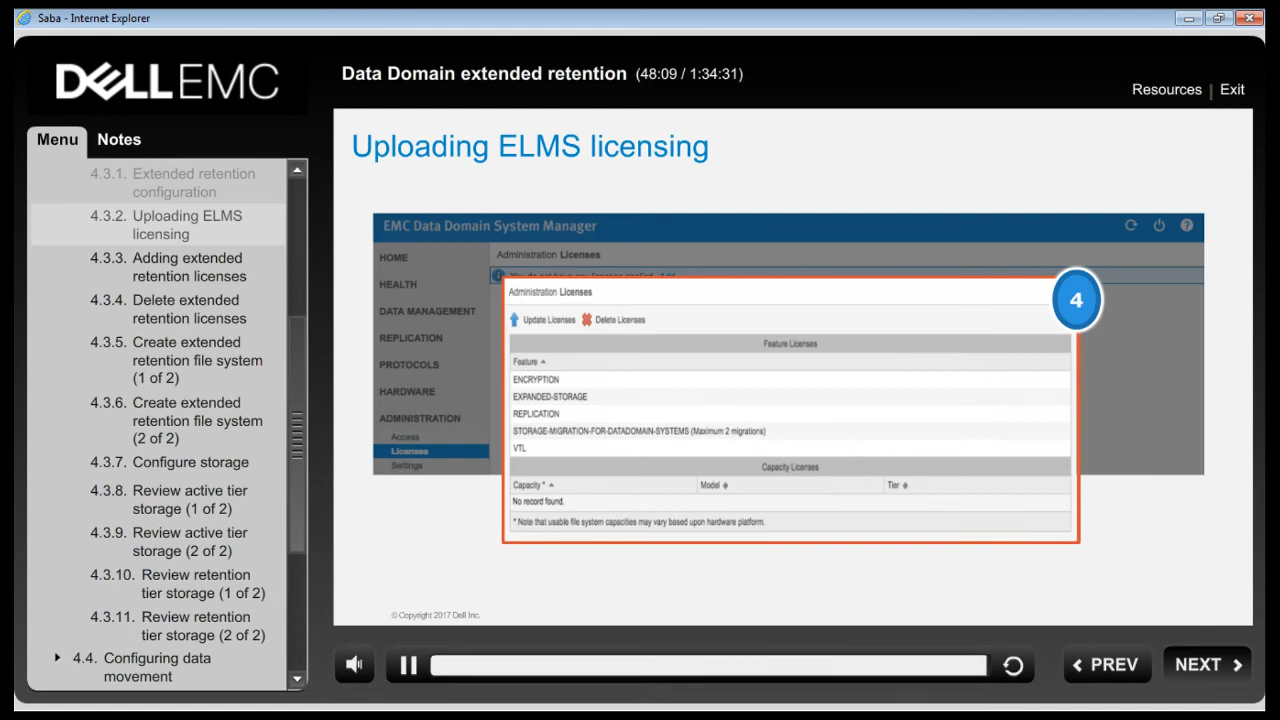 Saba - Internet Explorer
DELLEMC
Data Domain extended retention (48:09 / 1:34:31)
Resources | Exit
Menu
Notes
4.3.1. Extended retention
configuration
4.3.2. Uploading ELMS
licensing
4.3.3. Adding extended
retention licenses
4.3.4. Delete extended
retention licenses
4.3.5. Create extended
retention file system
(1 of 2)
4.3.6. Create extended
retention file system
(2 of 2)
4.3.7. Configure storage
4.3.8. Review active tier
storage (1 of 2)
4.3.9. Review active tier
storage (2 of 2)
4.3.10. Review retention
tier storage (1 of 2)
4.3.11. Review retention
tier storage (2 of 2)
4.4. Configuring data
movement
Uploading ELMS licensing
EMC Data Domain System Manager
HOME
HEALTH
DATA MANAGEMENT
REPLICATION
PROTOCOLS
HARDWARE
ADMINISTRATION
Access
Licenses
Settings
Administration Licenses
You do not have any licenses applied. Add
4
Administration Licenses
Update Licenses Delete Licenses
Feature Licenses
Feature
ENCRYPTION
EXPANDED-STORAGE
REPLICATION
STORAGE-MIGRATION-FOR-DATADOMAIN-SYSTEMS (Maximum 2 migrations)
VTL
Capacity Licenses
Capacity * Model Tier
No record found.
* Note that usable file system capacities may vary based upon hardware platform.
© Copyright 2017 Dell Inc.
PREV
NEXT